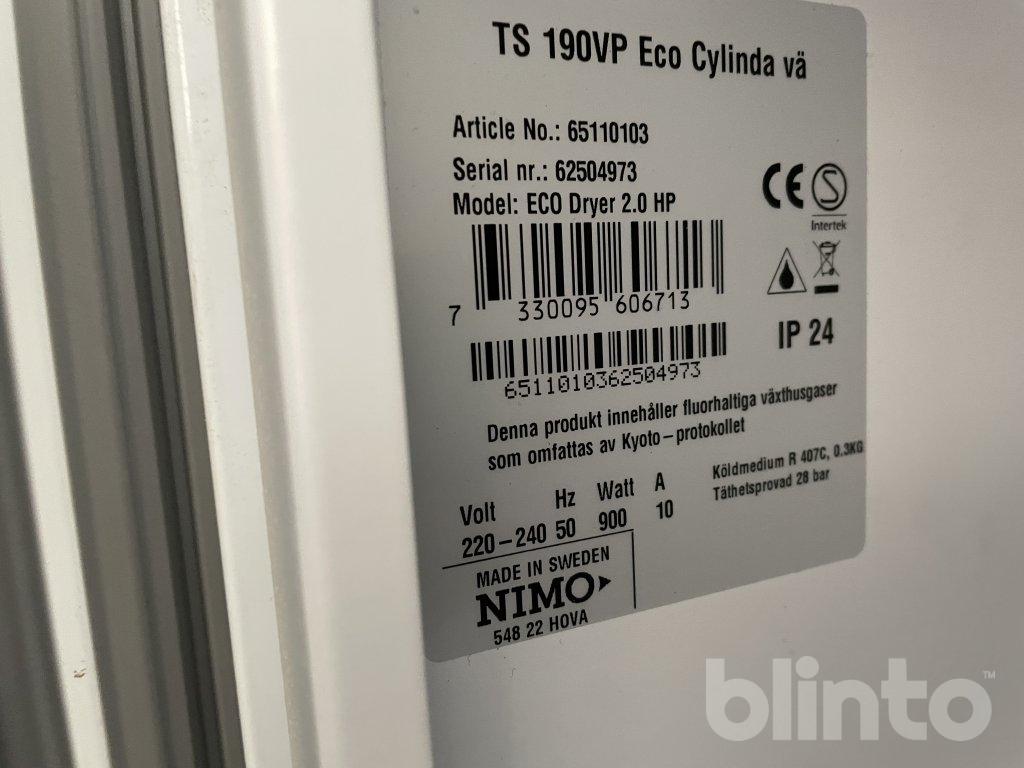 TS 190VP Eco Cylinda vä
Article No.: 65110103
Serial nr.: 62504973
Model: ECO Dryer 2.0 HP
CE
S
Intertek
7 330095 606713
IP 24
6511010362504973
Denna produkt innehåller fluorhaltiga växthusgaser
som omfattas av Kyoto-protokollet
Köldmedium R 407C, 0.3KG
Täthetsprovad 28 bar
Volt Hz Watt A
220-240 50 900 10
MADE IN SWEDEN
NIMO
548 22 HOVA
blinto™